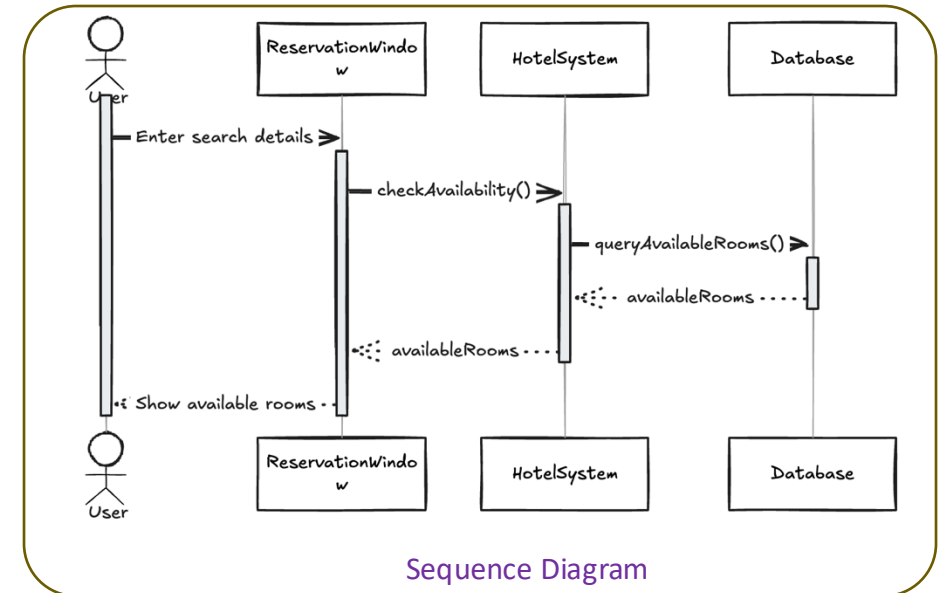 ReservationWindo
w
HotelSystem
Database
User
Enter search details
checkAvailability()
queryAvailableRooms()
availableRooms
availableRooms
Show available rooms
User
ReservationWindo
w
HotelSystem
Database
Sequence Diagram